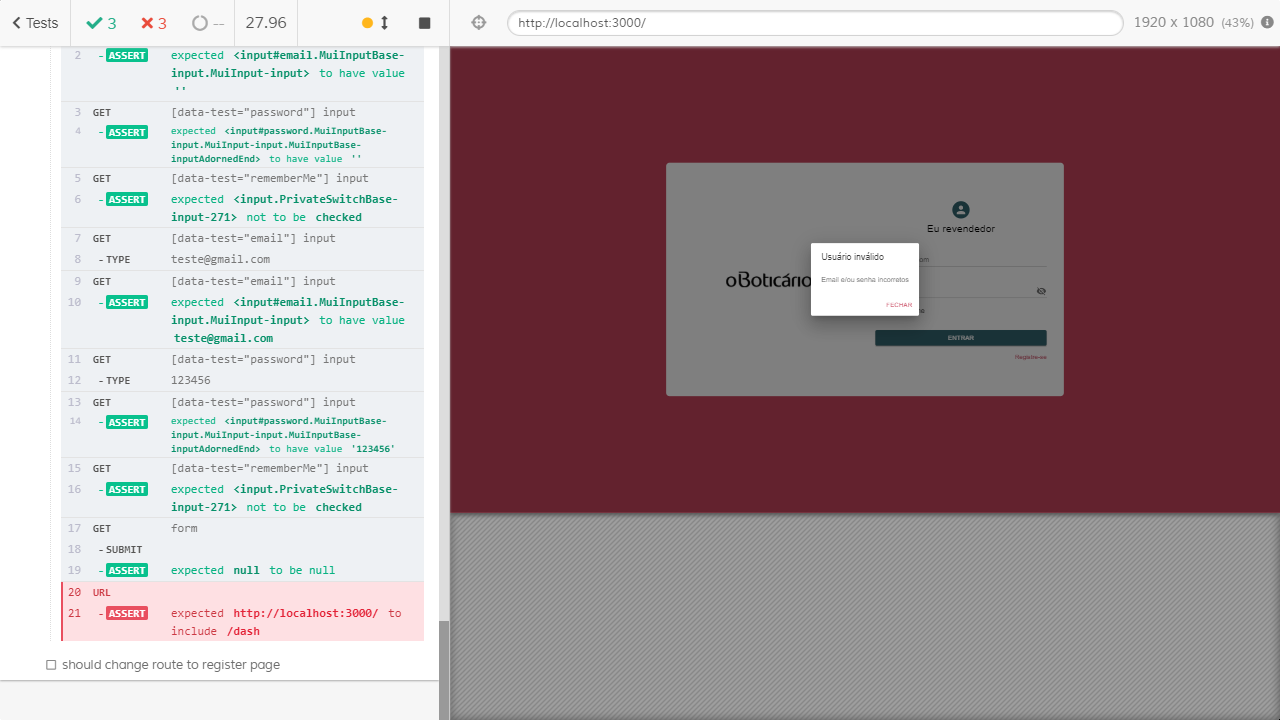 Tests
3
3
--
27.96
http://localhost:3000/
1920 x 1080 (43%)
2 -ASSERT expected <input#email.MuiInputBase-
input.MuiInput-input> to have value
''
3 GET [data-test="password"] input
4 -ASSERT expected <input#password.MuiInputBase-
input.MuiInput-input.MuiInputBase-
inputAdornedEnd> to have value ''
5 GET [data-test="rememberMe"] input
6 -ASSERT expected <input.PrivateSwitchBase-
input-271> not to be checked
7 GET [data-test="email"] input
8 -TYPE teste@gmail.com
9 GET [data-test="email"] input
10 -ASSERT expected <input#email.MuiInputBase-
input.MuiInput-input> to have value
teste@gmail.com
11 GET [data-test="password"] input
12 -TYPE 123456
13 GET [data-test="password"] input
14 -ASSERT expected <input#password.MuiInputBase-
input.MuiInput-input.MuiInputBase-
inputAdornedEnd> to have value '123456'
15 GET [data-test="rememberMe"] input
16 -ASSERT expected <input.PrivateSwitchBase-
input-271> not to be checked
17 GET form
18 -SUBMIT
19 -ASSERT expected null to be null
20 URL
21 -ASSERT expected http://localhost:3000/ to
include /dash
should change route to register page
oBoticário
Eu revendedor
Usuário inválido
Email e/ou senha incorretos
FECHAR
ENTRAR
Registre-se